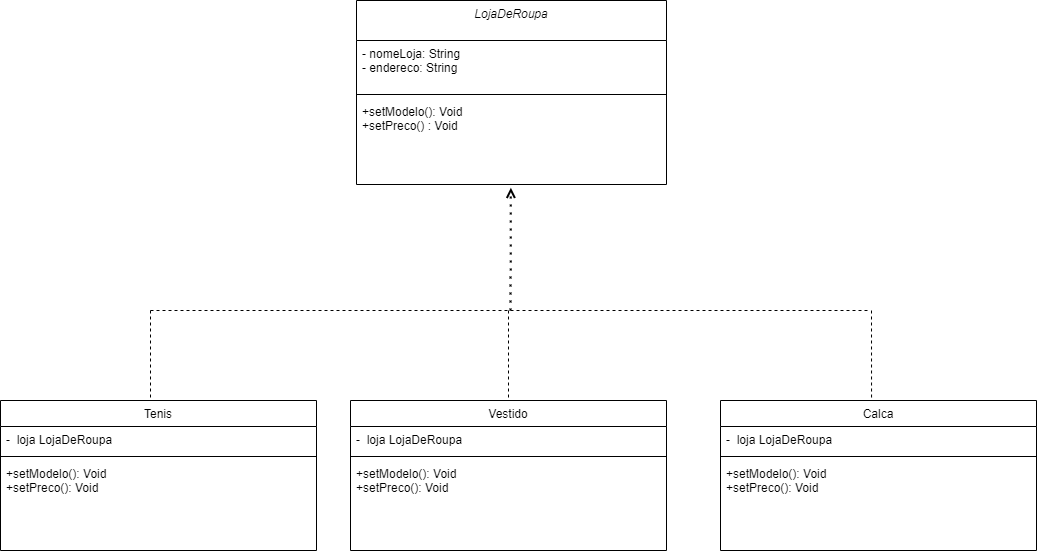 LojaDeRoupa
- nomeLoja: String
- endereco: String
+setModelo(): Void
+setPreco() : Void
Tenis
-  loja LojaDeRoupa
+setModelo(): Void
+setPreco(): Void
Vestido
-  loja LojaDeRoupa
+setModelo(): Void
+setPreco(): Void
Calca
-  loja LojaDeRoupa
+setModelo(): Void
+setPreco(): Void